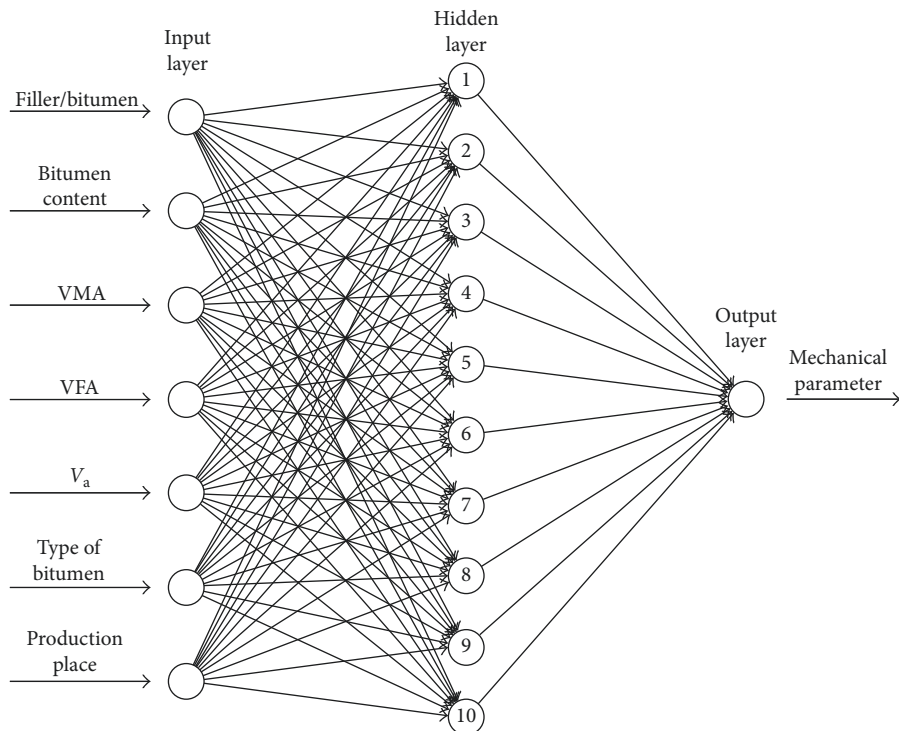 Input
layer
Hidden
layer
Filler/bitumen
Bitumen
content
VMA
VFA
Va
Type of
bitumen
Production
place
1
2
3
4
5
6
7
8
9
10
Output
layer
Mechanical
parameter